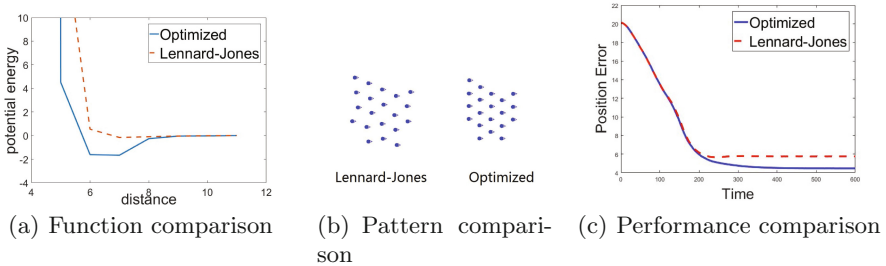 10
8
6
4
2
0
-2
-4
4 6 8 10 12
potential energy
distance
Optimized
Lennard-Jones
Lennard-Jones Optimized
22
20
18
16
14
12
10
8
6
4
0 100 200 300 400 500 600
Position Error
Time
Optimized
Lennard-Jones
(a) Function comparison
(b) Pattern compari-
son
(c) Performance comparison